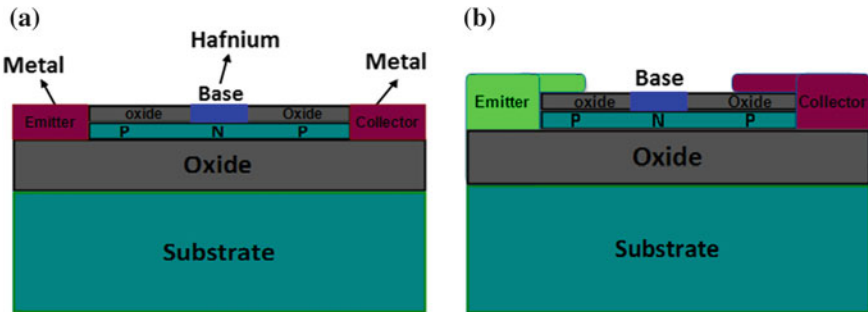 (a)
Hafnium
Metal
Metal
Base
Emitter
oxide
Oxide
Collector
P N P
Oxide
Substrate
(b)
Base
Emitter
oxide
Oxide
Collector
P N P
Oxide
Substrate